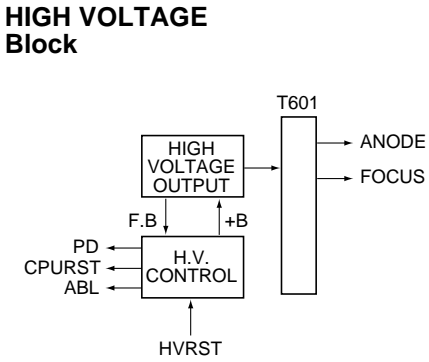 HIGH VOLTAGE
Block
T601
HIGH
VOLTAGE
OUTPUT
ANODE
FOCUS
F.B
+B
PD
CPURST
ABL
H.V.
CONTROL
HVRST